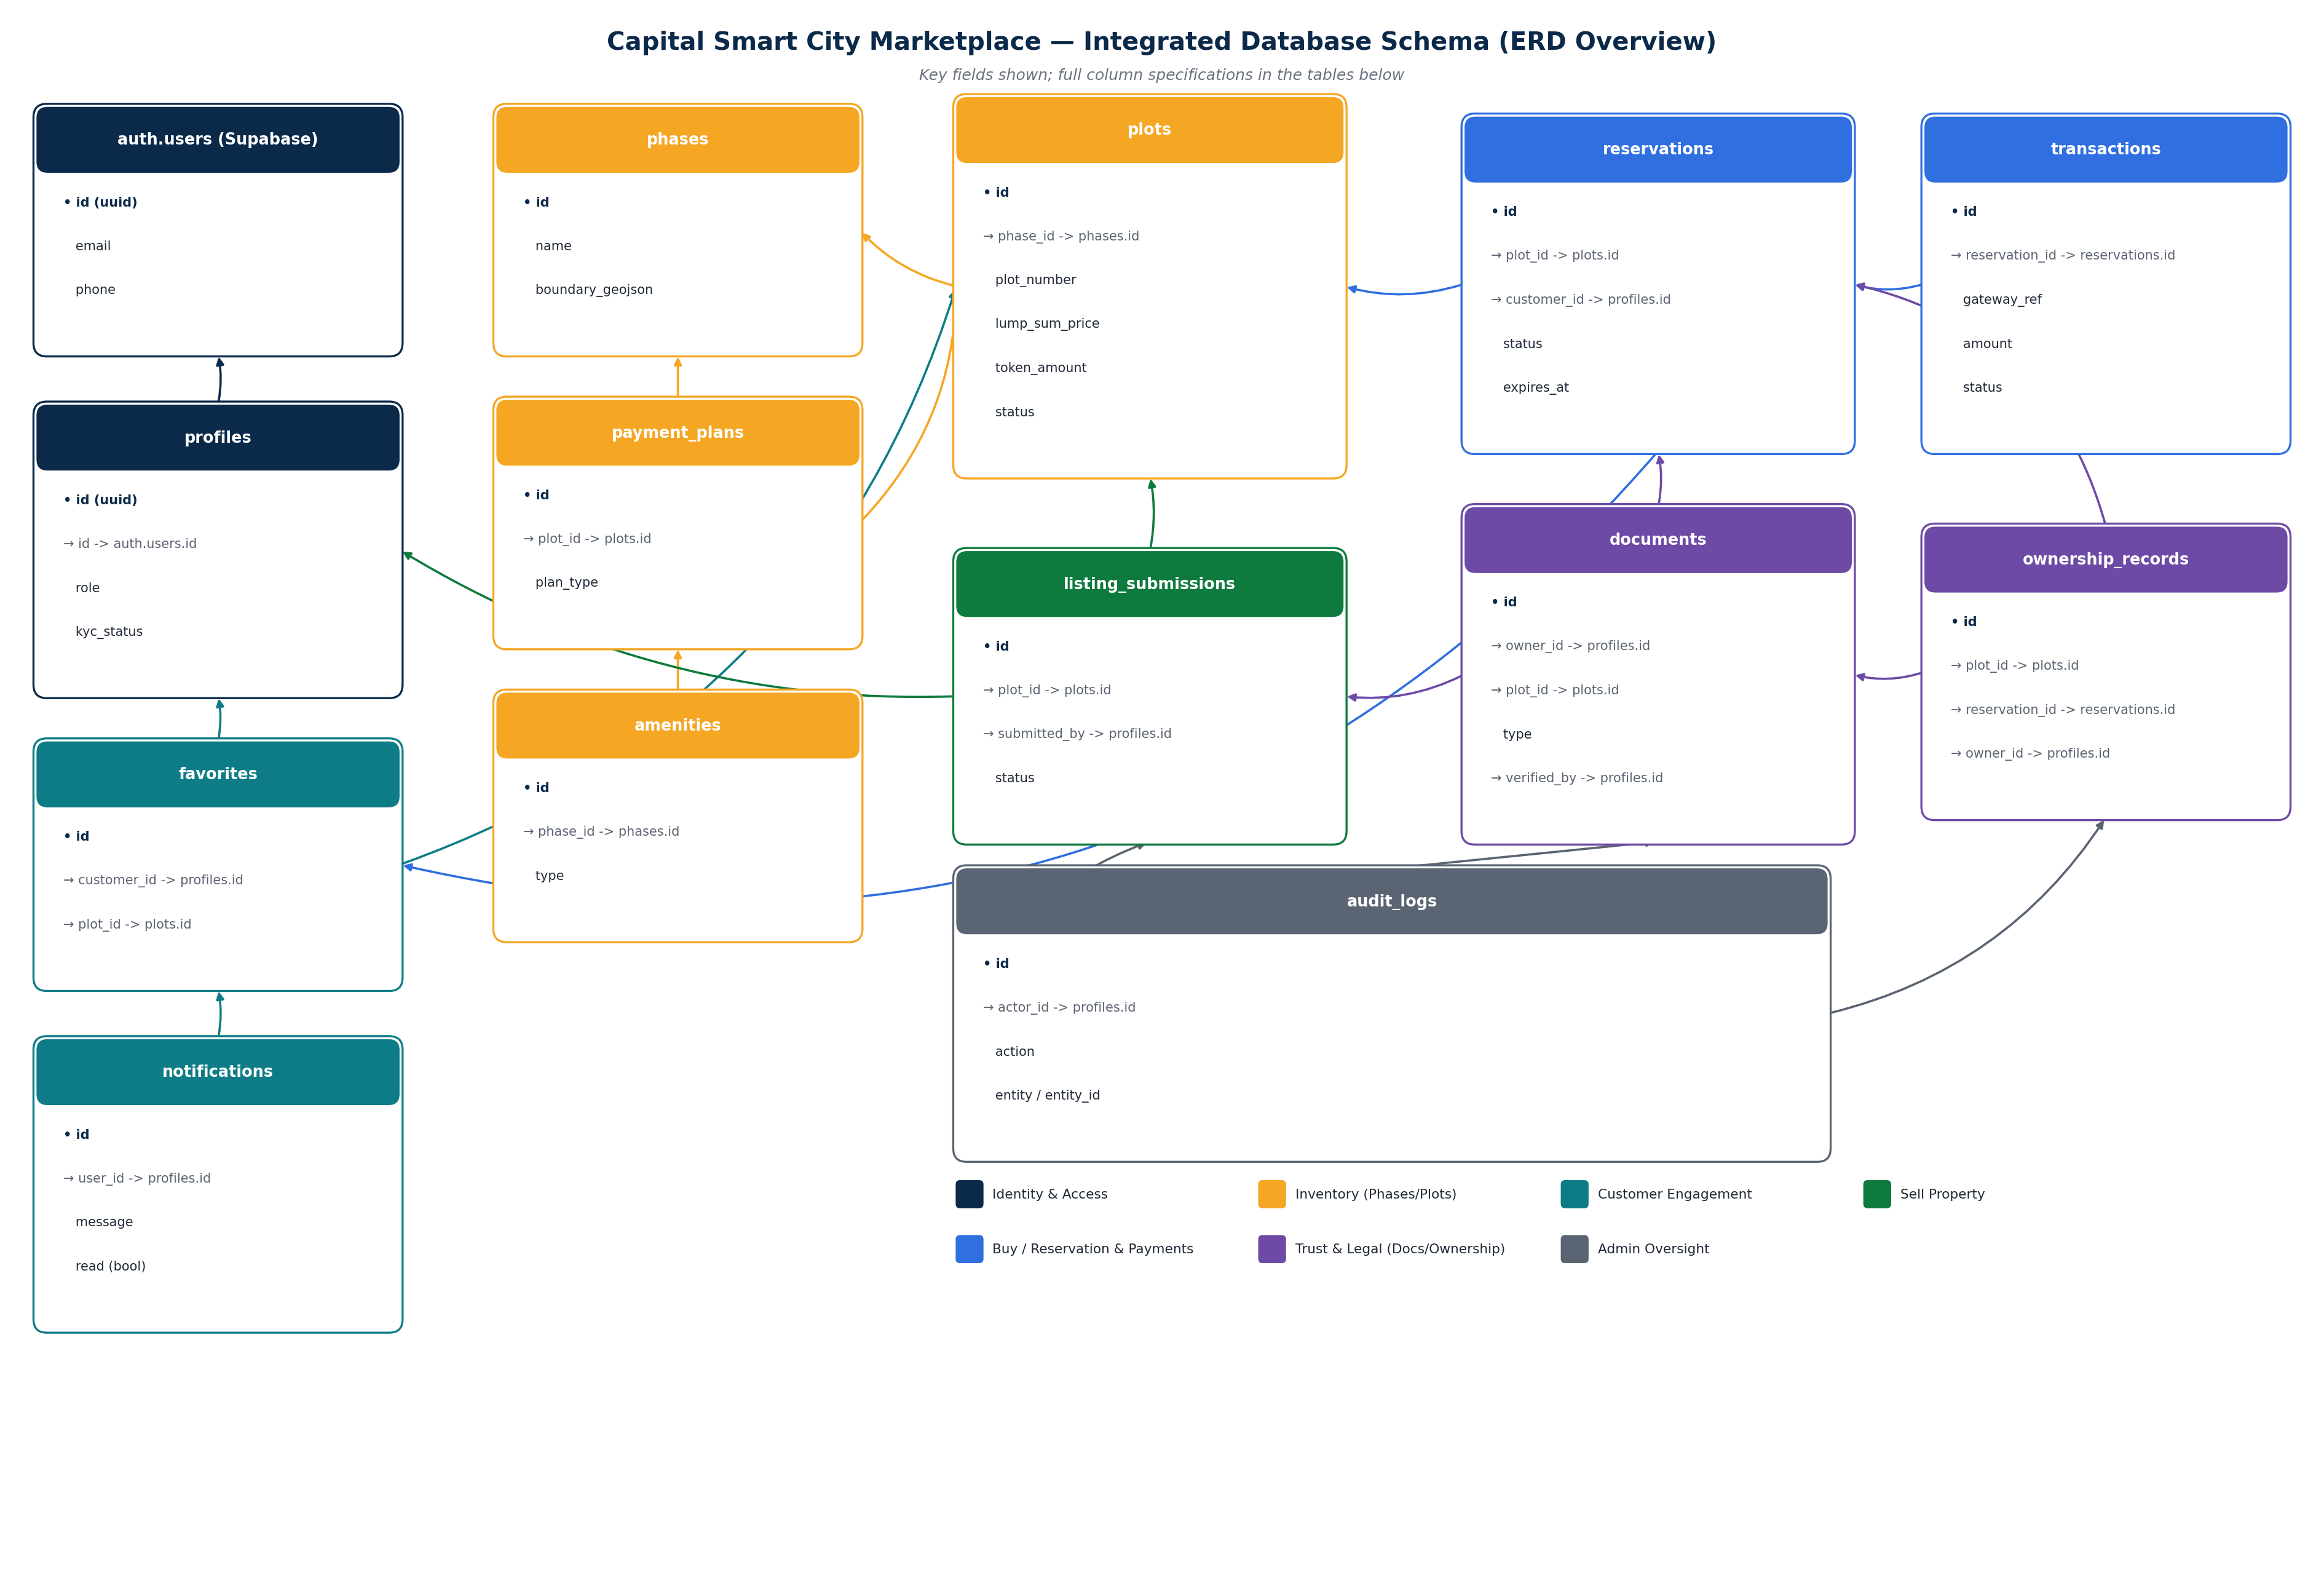 Capital Smart City Marketplace — Integrated Database Schema (ERD Overview)
Key fields shown; full column specifications in the tables below
auth.users (Supabase)
• id (uuid)
email
phone
profiles
• id (uuid)
→ id -> auth.users.id
role
kyc_status
favorites
• id
→ customer_id -> profiles.id
→ plot_id -> plots.id
notifications
• id
→ user_id -> profiles.id
message
read (bool)
phases
• id
name
boundary_geojson
payment_plans
• id
→ plot_id -> plots.id
plan_type
amenities
• id
→ phase_id -> phases.id
type
plots
• id
→ phase_id -> phases.id
plot_number
lump_sum_price
token_amount
status
listing_submissions
• id
→ plot_id -> plots.id
→ submitted_by -> profiles.id
status
reservations
• id
→ plot_id -> plots.id
→ customer_id -> profiles.id
status
expires_at
documents
• id
→ owner_id -> profiles.id
→ plot_id -> plots.id
type
→ verified_by -> profiles.id
transactions
• id
→ reservation_id -> reservations.id
gateway_ref
amount
status
ownership_records
• id
→ plot_id -> plots.id
→ reservation_id -> reservations.id
→ owner_id -> profiles.id
audit_logs
• id
→ actor_id -> profiles.id
action
entity / entity_id
Identity & Access
Inventory (Phases/Plots)
Customer Engagement
Sell Property
Buy / Reservation & Payments
Trust & Legal (Docs/Ownership)
Admin Oversight